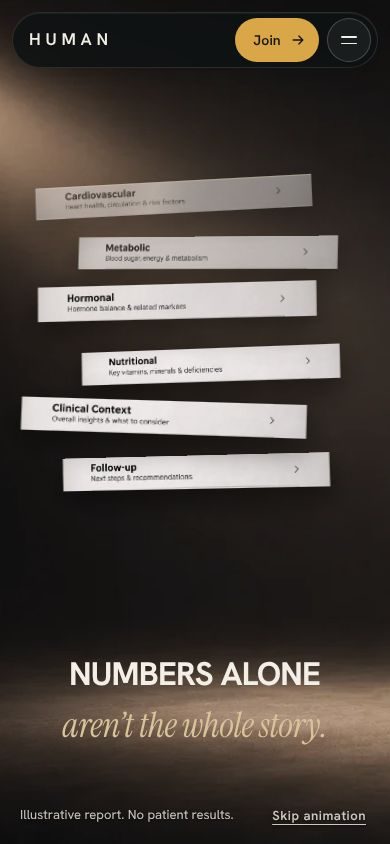 HUMAN
Join →
Cardiovascular
Heart health, circulation & risk factors
Metabolic
Blood sugar, energy & metabolism
Hormonal
Hormone balance & related markers
Nutritional
Key vitamins, minerals & deficiencies
Clinical Context
Overall insights & what to consider
Follow-up
Next steps & recommendations
NUMBERS ALONE
aren’t the whole story.
Illustrative report. No patient results.
Skip animation